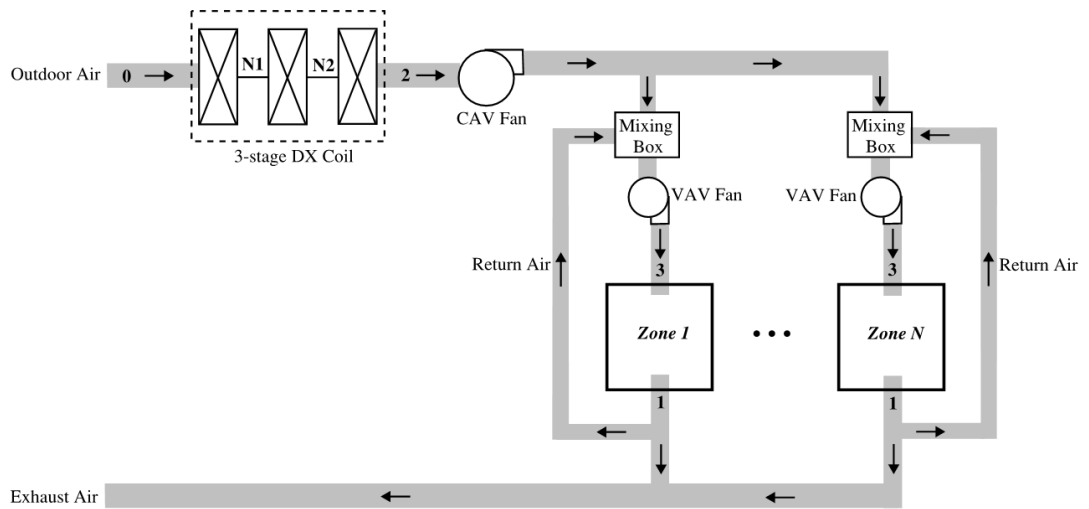 Outdoor Air
0
N1
N2
2
CAV Fan
3-stage DX Coil
Mixing
Box
Mixing
Box
VAV Fan
VAV Fan
Return Air
3
3
Return Air
Zone 1
Zone N
1
1
Exhaust Air